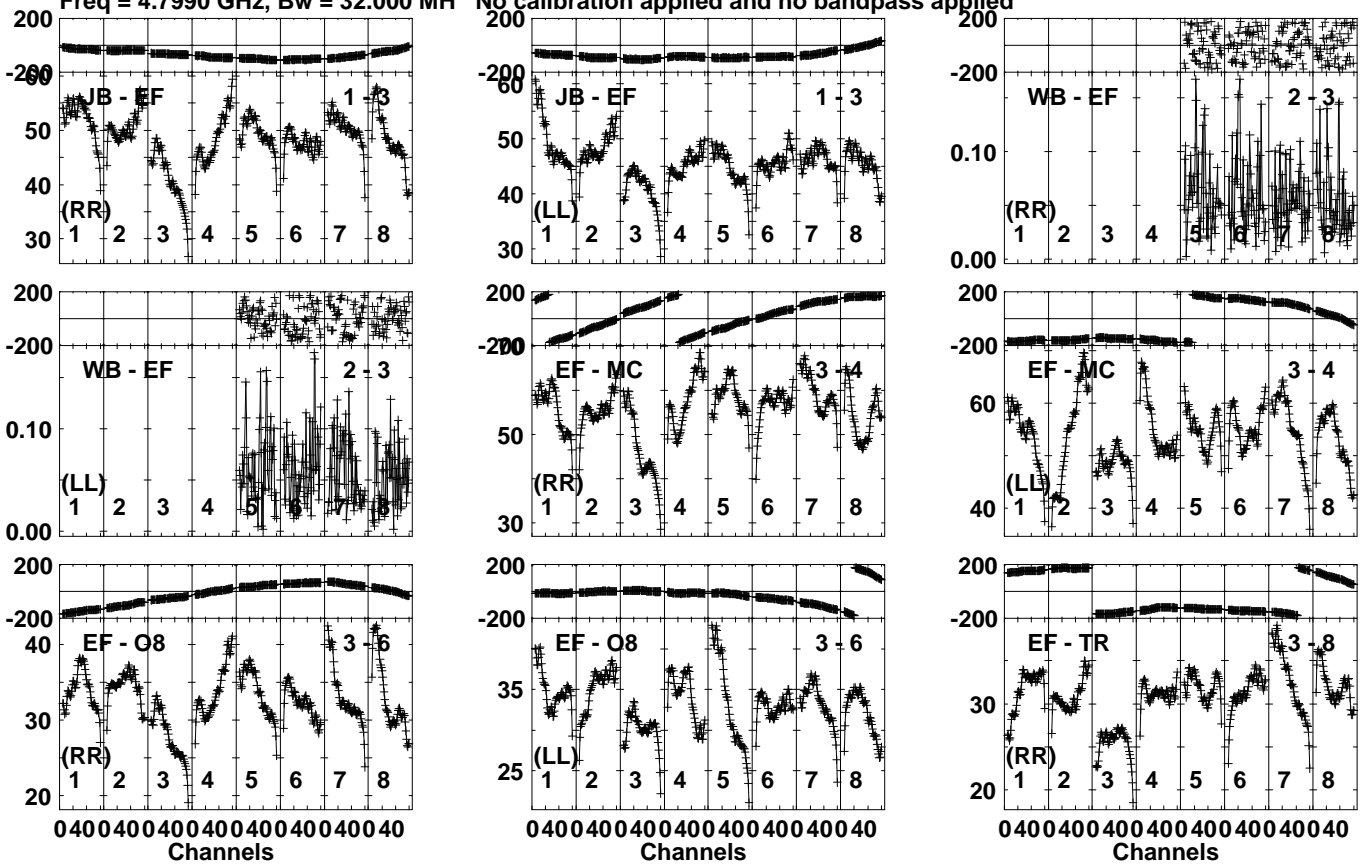 Freq = 4.7990 GHz, Bw = 32.000 MH No calibration applied and no bandpass applied
200
-200
60
50
40
30
JB - EF 1 - 3
(RR)
1 2 3 4 5 6 7 8
200
-200
60
50
40
30
JB - EF 1 - 3
(LL)
1 2 3 4 5 6 7 8
200
-200
0.10
0.00
WB - EF 2 - 3
(RR)
1 2 3 4 5 6 7 8
200
-200
0.10
0.00
WB - EF 2 - 3
(LL)
1 2 3 4 5 6 7 8
200
-200
70
50
30
EF - MC 3 - 4
(RR)
1 2 3 4 5 6 7 8
200
-200
60
40
EF - MC 3 - 4
(LL)
1 2 3 4 5 6 7 8
200
-200
40
30
20
EF - O8 3 - 6
(RR)
1 2 3 4 5 6 7 8
0 40 0 40 0 40 0 40 0 40 0 40 0 40 0 40
Channels
200
-200
35
25
EF - O8 3 - 6
(LL)
1 2 3 4 5 6 7 8
0 40 0 40 0 40 0 40 0 40 0 40 0 40 0 40
Channels
200
-200
30
20
EF - TR 3 - 8
(RR)
1 2 3 4 5 6 7 8
0 40 0 40 0 40 0 40 0 40 0 40 0 40 0 40
Channels